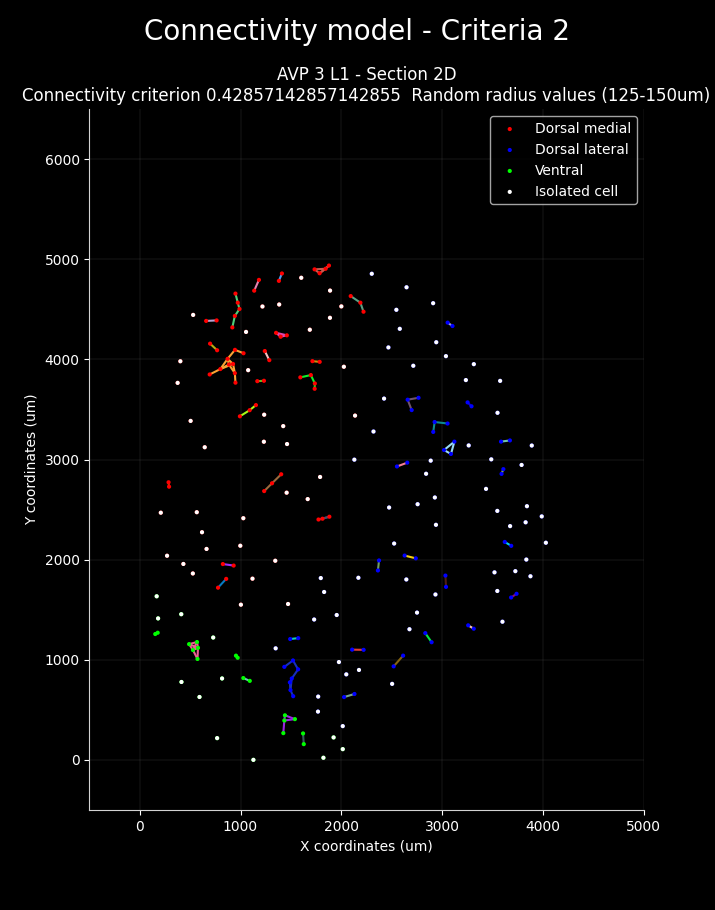 Connectivity model - Criteria 2
AVP 3 L1 - Section 2D
Connectivity criterion 0.42857142857142855  Random radius values (125-150um)
Dorsal medial
Dorsal lateral
Ventral
Isolated cell
6000
5000
4000
3000
2000
1000
0
Y coordinates (um)
0 1000 2000 3000 4000 5000
X coordinates (um)